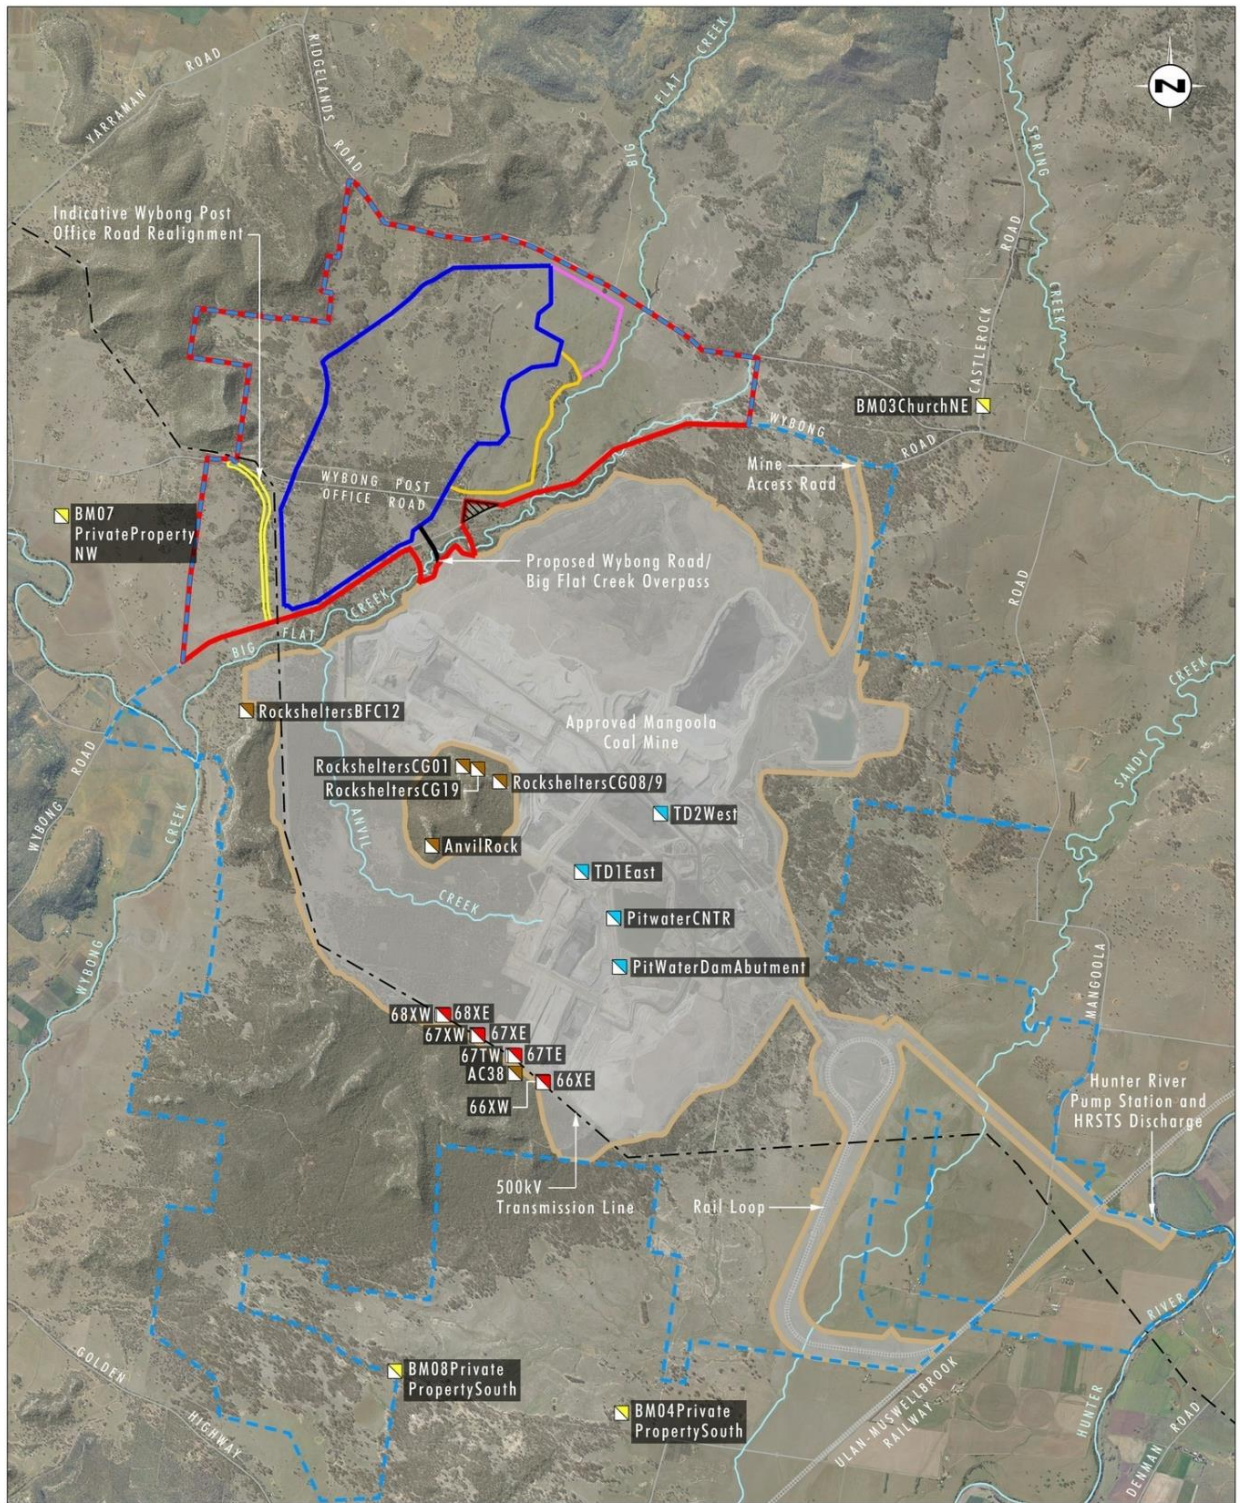 FLAT CREEK
BIG
RIDGELANDS
ROAD
YARRAMAN ROAD
N
SPRING
CREEK
Indicative Wybong Post
Office Road Realignment
CASTLEROCK ROAD
BM03ChurchNE
WYBONG
ROAD
Mine
Access Road
WYBONG POST
OFFICE ROAD
BM07
PrivateProperty
NW
Proposed Wybong Road/
Big Flat Creek Overpass
ROAD
BIG FLAT CREEK
SANDY CREEK
RocksheltersBFC12
Approved Mangoola
Coal Mine
RocksheltersCG01
RocksheltersCG19
RocksheltersCG08/9
WYBONG ROAD
TD2West
ANVIL
CREEK
AnvilRock
TD1East
CREEK
PitwaterCNTR
WYBONG
PitWaterDamAbutment
MANGOOLA
68XW
68XE
67XW
67XE
67TW
67TE
AC38
66XE
66XW
Hunter River
Pump Station and
HRSTS Discharge
500kV
Transmission Line
Rail Loop
HUNTER
RIVER
GOLDEN
HIGHWAY
BM08Private
PropertySouth
BM04Private
PropertySouth
ULAN-MUSWELLBROOK
RAILWAY
DENMAN ROAD